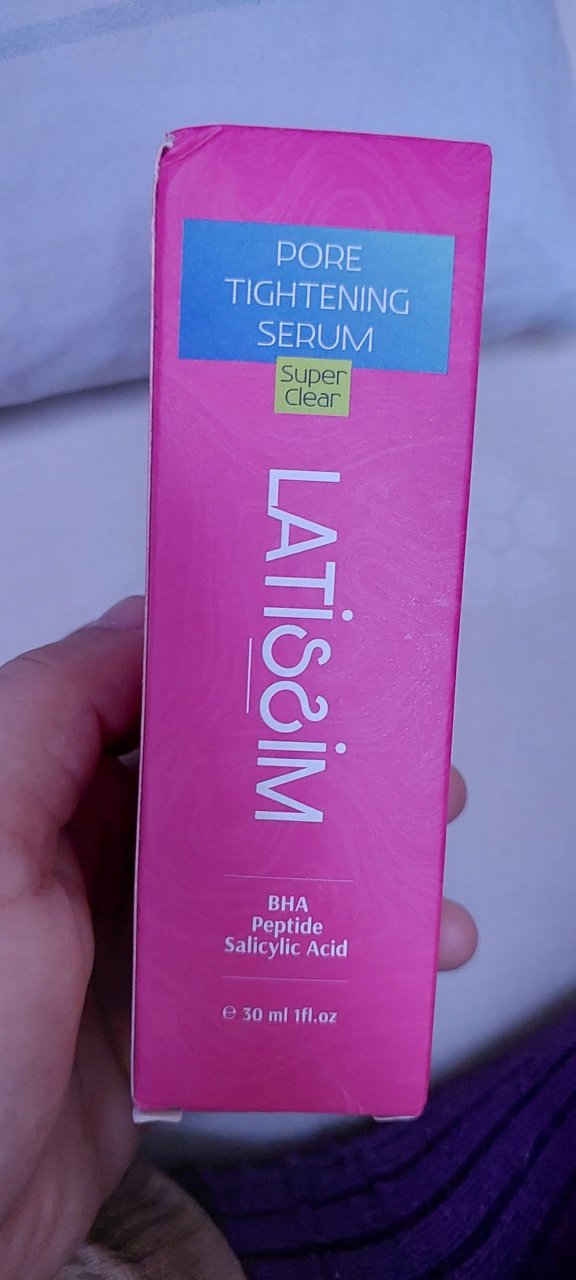 PORE
TIGHTENING
SERUM
Super
Clear
LATiSSiM
BHA
Peptide
Salicylic Acid
℮ 30 ml 1fl.oz